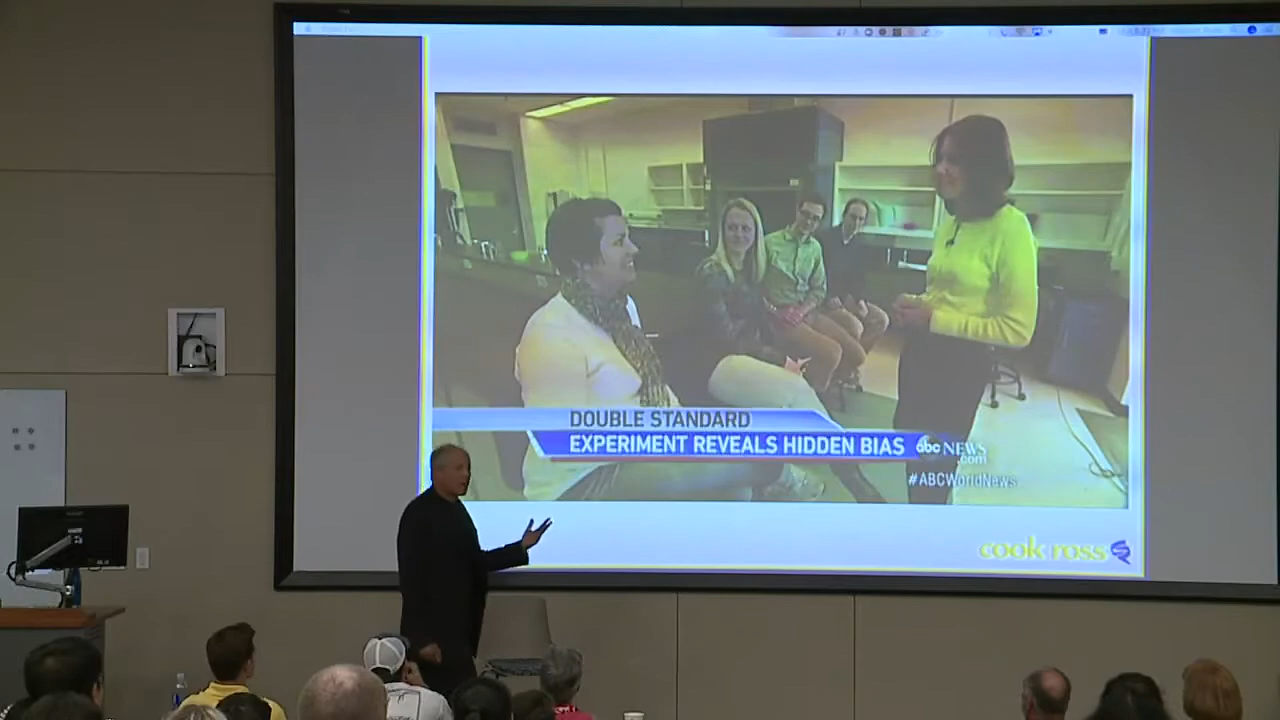 DOUBLE STANDARD
EXPERIMENT REVEALS HIDDEN BIAS
abc NEWS
.com
#ABCWorldNews
cook ross